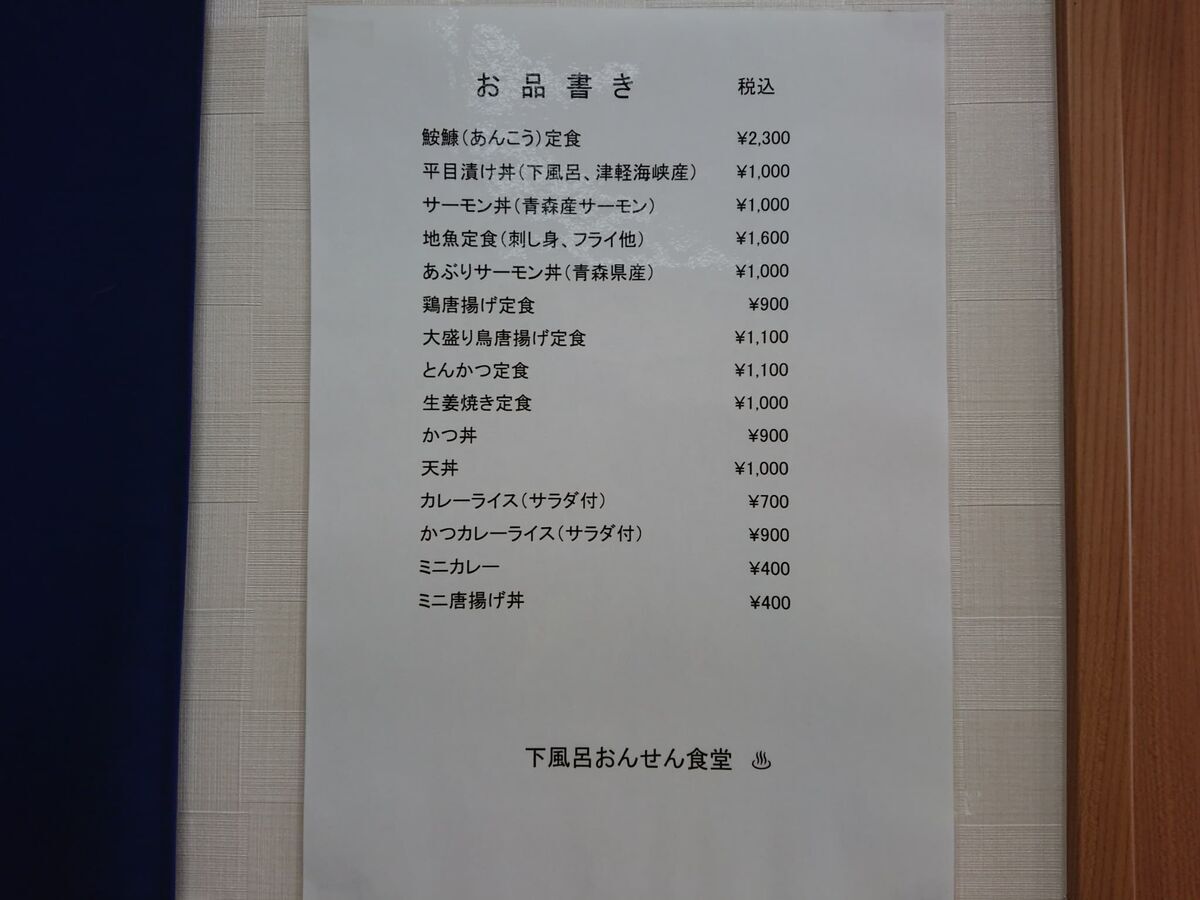 お品書き 税込
鮟鱇(あんこう)定食 ¥2,300
平目漬け丼(下風呂、津軽海峡産) ¥1,000
サーモン丼(青森産サーモン) ¥1,000
地魚定食(刺し身、フライ他) ¥1,600
あぶりサーモン丼(青森県産) ¥1,000
鶏唐揚げ定食 ¥900
大盛り鳥唐揚げ定食 ¥1,100
とんかつ定食 ¥1,100
生姜焼き定食 ¥1,000
かつ丼 ¥900
天丼 ¥1,000
カレーライス(サラダ付) ¥700
かつカレーライス(サラダ付) ¥900
ミニカレー ¥400
ミニ唐揚げ丼 ¥400
下風呂おんせん食堂 ♨